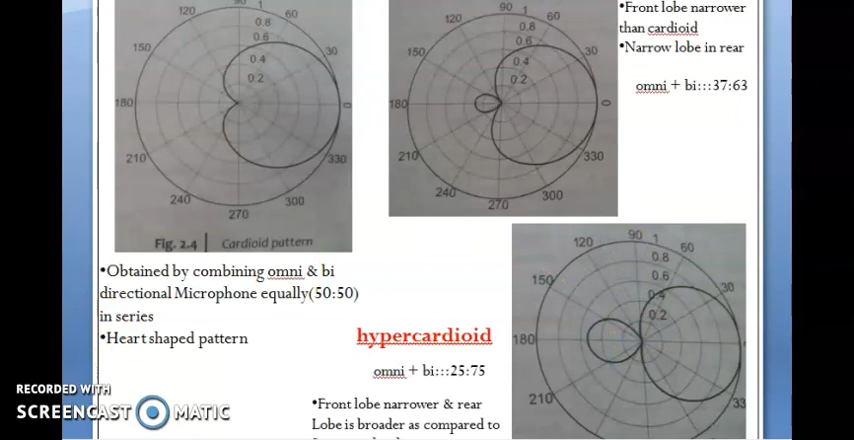 90 1
120 60
0.8
0.6
150 30
0.4
0.2
180 0
210 330
240 300
270
Fig. 2.4 | Cardioid pattern
90 1
120 60
0.8
0.6
150 30
0.4
0.2
180 0
210 330
240 300
270
•Front lobe narrower
than cardioid
•Narrow lobe in rear
omni + bi:::37:63
•Obtained by combining omni & bi
directional Microphone equally(50:50)
in series
•Heart shaped pattern
hypercardioid
omni + bi:::25:75
•Front lobe narrower & rear
Lobe is broader as compared to
90 1
120 60
0.8
0.6
150 30
0.4
0.2
180
210 33
RECORDED WITH
SCREENCAST MATIC